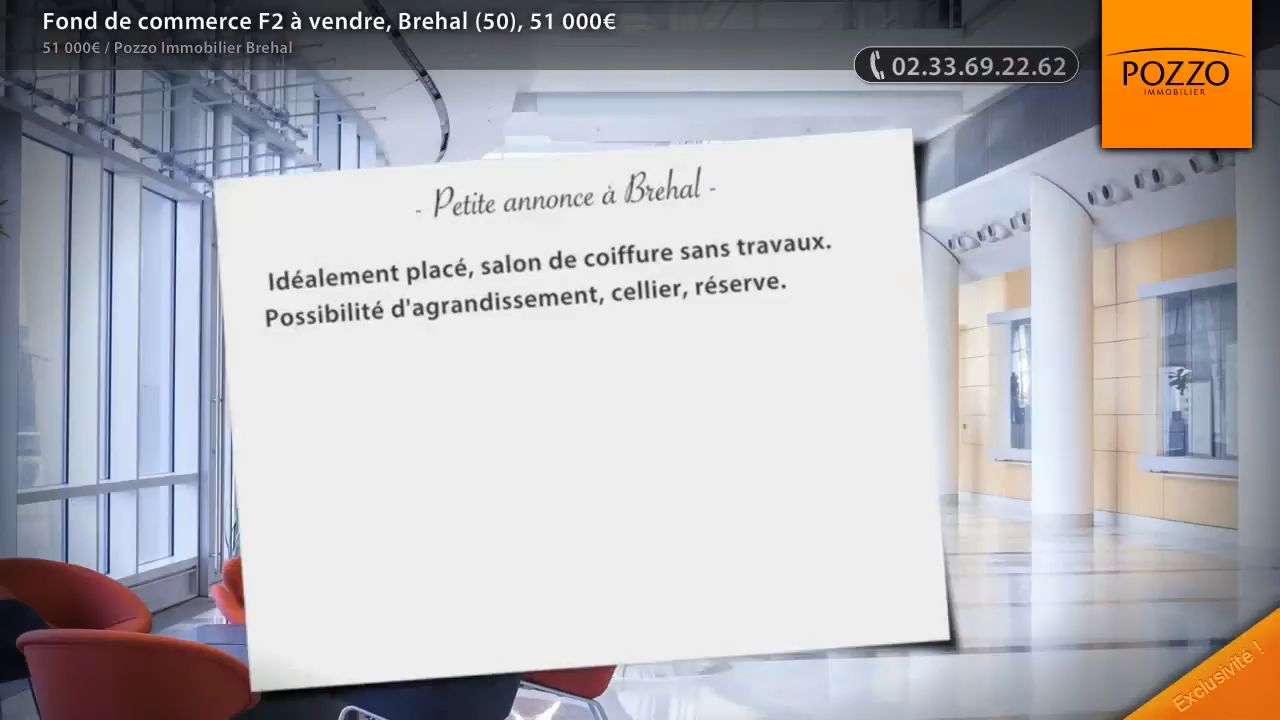 Fond de commerce F2 à vendre, Brehal (50), 51 000€
51 000€ / Pozzo Immobilier Brehal
02.33.69.22.62
POZZO
IMMOBILIER
- Petite annonce à Brehal -
Idéalement placé, salon de coiffure sans travaux.
Possibilité d'agrandissement, cellier, réserve.
Exclusivité !